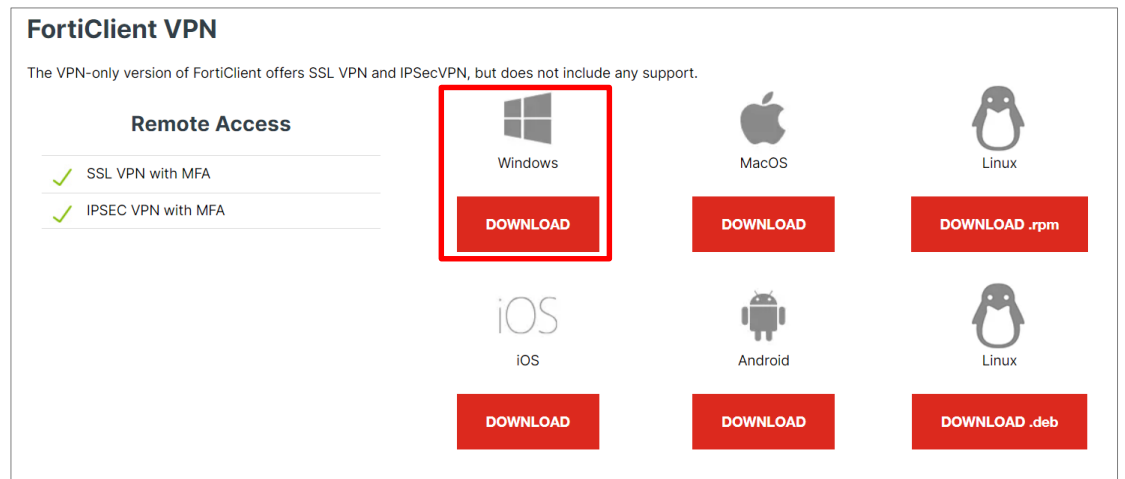 FortiClient VPN
The VPN-only version of FortiClient offers SSL VPN and IPSecVPN, but does not include any support.
Remote Access
SSL VPN with MFA
IPSEC VPN with MFA
Windows
DOWNLOAD
MacOS
DOWNLOAD
Linux
DOWNLOAD .rpm
iOS
iOS
DOWNLOAD
Android
DOWNLOAD
Linux
DOWNLOAD .deb